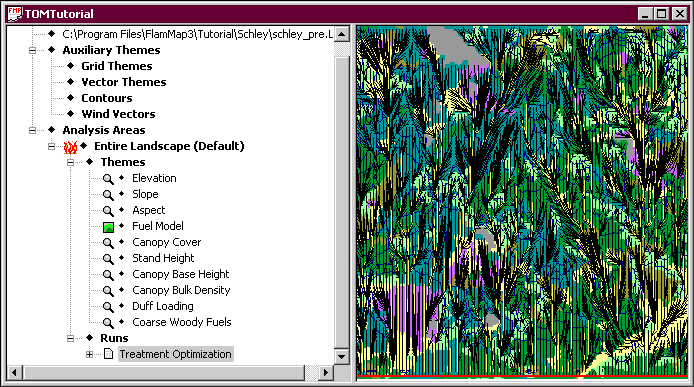 TOMTutorial
C:\Program Files\FlamMap3\Tutorial\Schley\schley_pre.L
Auxiliary Themes
Grid Themes
Vector Themes
Contours
Wind Vectors
Analysis Areas
Entire Landscape (Default)
Themes
Elevation
Slope
Aspect
Fuel Model
Canopy Cover
Stand Height
Canopy Base Height
Canopy Bulk Density
Duff Loading
Coarse Woody Fuels
Runs
Treatment Optimization